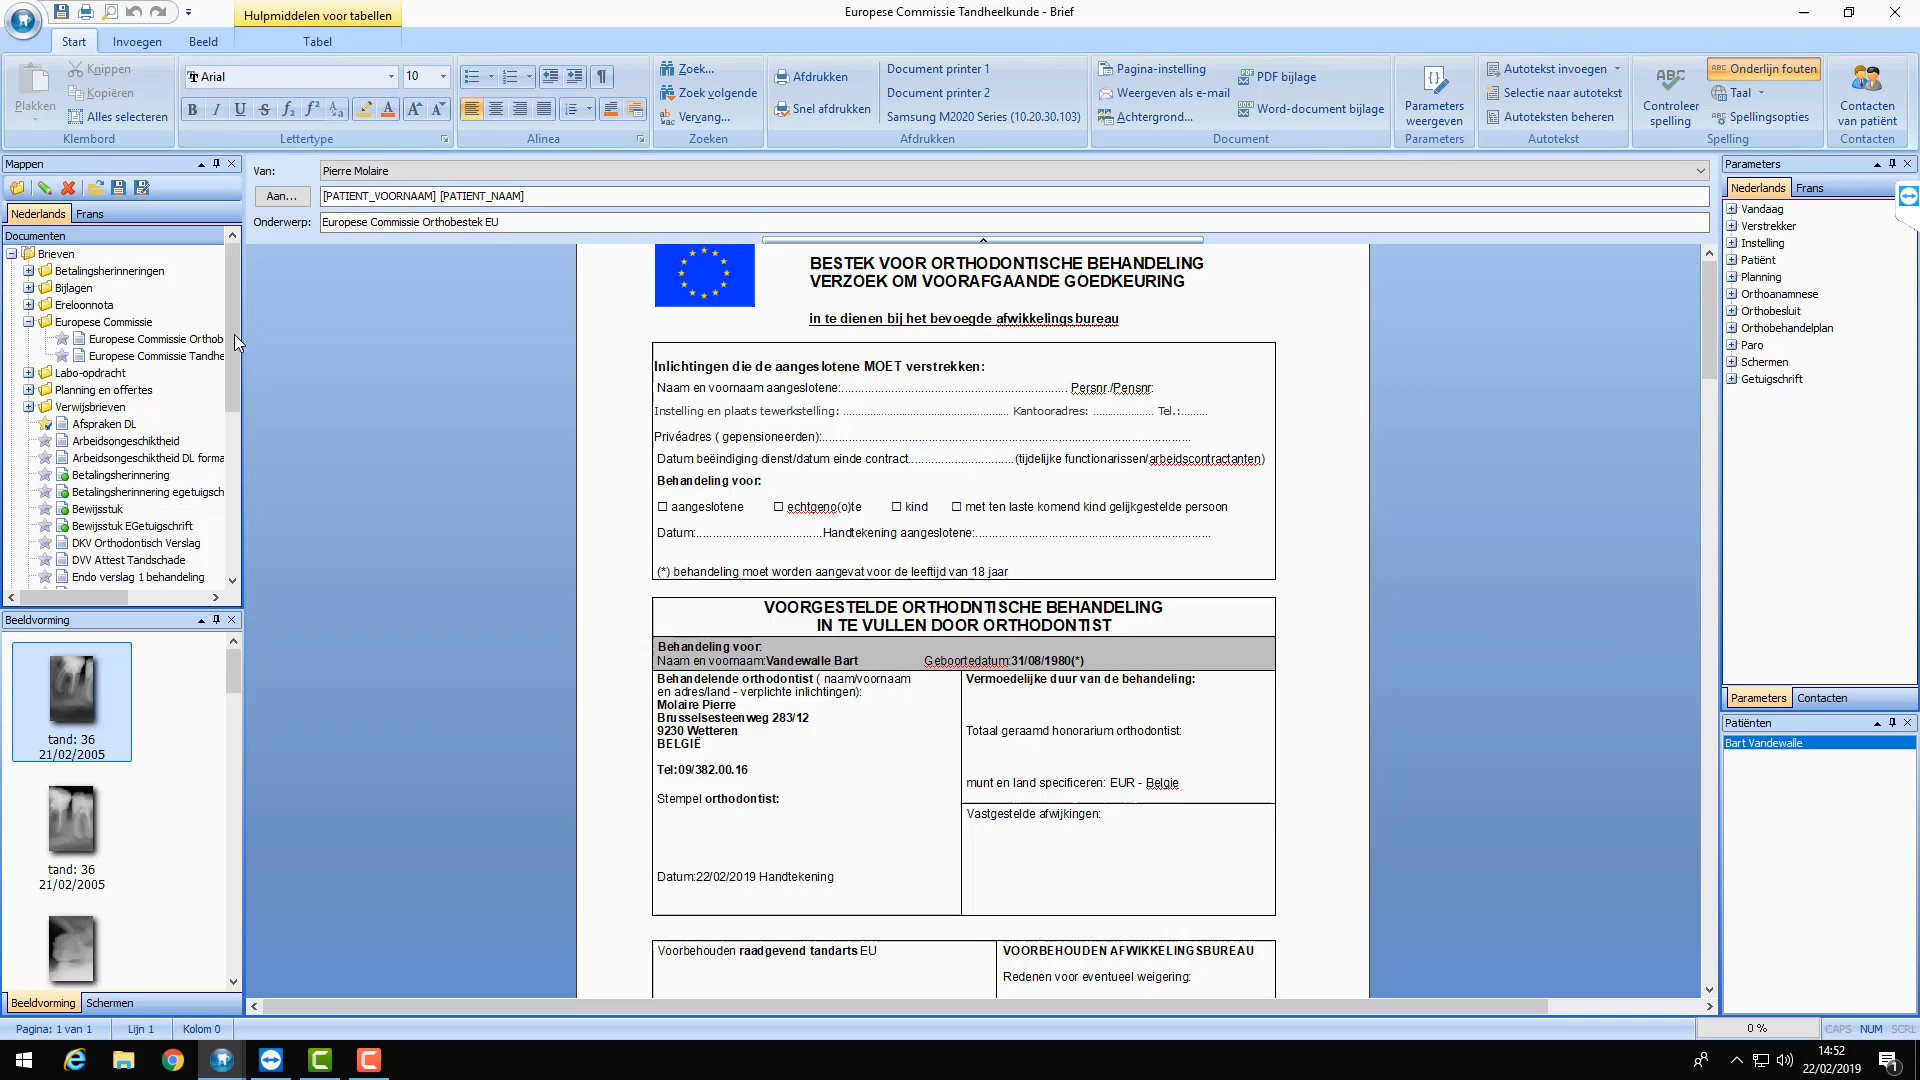 Hulpmiddelen voor tabellen
Europese Commissie Tandheelkunde - Brief
Start
Invoegen
Beeld
Tabel
Plakken
Knippen
Kopiëren
Alles selecteren
Klembord
Arial
10
Lettertype
Alinea
Zoek...
Zoek volgende
Vervang...
Zoeken
Afdrukken
Snel afdrukken
Document printer 1
Document printer 2
Samsung M2020 Series (10.20.30.103)
Afdrukken
Pagina-instelling
Weergeven als e-mail
Achtergrond...
PDF bijlage
Word-document bijlage
Document
Parameters
weergeven
Parameters
Autotekst invoegen
Selectie naar autotekst
Autoteksten beheren
Autotekst
Controleer
spelling
Onderlijn fouten
Taal
Spellingsopties
Spelling
Contacten
van patiënt
Contacten
Mappen
Nederlands
Frans
Documenten
Brieven
Betalingsherinneringen
Bijlagen
Ereloonnota
Europese Commissie
Europese Commissie Orthob
Europese Commissie Tandhe
Labo-opdracht
Planning en offertes
Verwijsbrieven
Afspraken DL
Arbeidsongeschiktheid
Arbeidsongeschiktheid DL forma
Betalingsherinnering
Betalingsherinnering egetuigsch
Bewijsstuk
Bewijsstuk EGetuigschrift
DKV Orthodontisch Verslag
DVV Attest Tandschade
Endo verslag 1 behandeling
Beeldvorming
tand: 36
21/02/2005
tand: 36
21/02/2005
Beeldvorming
Schermen
Van:
Pierre Molaire
Aan...
[PATIENT_VOORNAAM] [PATIENT_NAAM]
Onderwerp:
Europese Commissie Orthobestek EU
BESTEK VOOR ORTHODONTISCHE BEHANDELING
VERZOEK OM VOORAFGAANDE GOEDKEURING
in te dienen bij het bevoegde afwikkelingsbureau
Inlichtingen die de aangeslotene MOET verstrekken:
Naam en voornaam aangeslotene:..................................................................... Persnr./Pensnr:
Instelling en plaats tewerkstelling: .................................................... Kantooradres: ................... Tel.:........
Privéadres ( gepensioneerden):................................................................................................................
Datum beëindiging dienst/datum einde contract................................(tijdelijke functionarissen/arbeidscontractanten)
Behandeling voor:
☐ aangeslotene ☐ echtgeno(o)te ☐ kind ☐ met ten laste komend kind gelijkgestelde persoon
Datum:......................................Handtekening aangeslotene:.......................................................................
(*) behandeling moet worden aangevat voor de leeftijd van 18 jaar
VOORGESTELDE ORTHODNTISCHE BEHANDELING
IN TE VULLEN DOOR ORTHODONTIST
Behandeling voor:
Naam en voornaam:Vandewalle Bart Geboortedatum:31/08/1980(*)
Behandelende orthodontist ( naam/voornaam
en adres/land - verplichte inlichtingen):
Molaire Pierre
Brusselsesteenweg 283/12
9230 Wetteren
BELGIË
Tel:09/382.00.16
Stempel orthodontist:
Datum:22/02/2019 Handtekening
Vermoedelijke duur van de behandeling:
Totaal geraamd honorarium orthodontist:
munt en land specificeren: EUR - Belgie
Vastgestelde afwijkingen:
Voorbehouden raadgevend tandarts EU
VOORBEHOUDEN AFWIKKELINGSBUREAU
Redenen voor eventueel weigering:
Parameters
Nederlands
Frans
Vandaag
Verstrekker
Instelling
Patiënt
Planning
Orthoanamnese
Orthobesluit
Orthobehandelplan
Paro
Schermen
Getuigschrift
Parameters
Contacten
Patiënten
Bart Vandewalle
Pagina: 1 van 1
Lijn 1
Kolom 0
0 %
CAPS
NUM
SCRL
14:52
22/02/2019
1